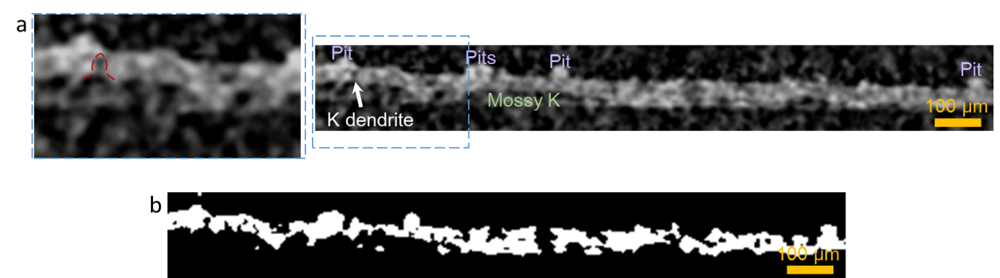 a
Pit
Pits
Pit
Pit
Mossy K
K dendrite
100 µm
b
100 µm